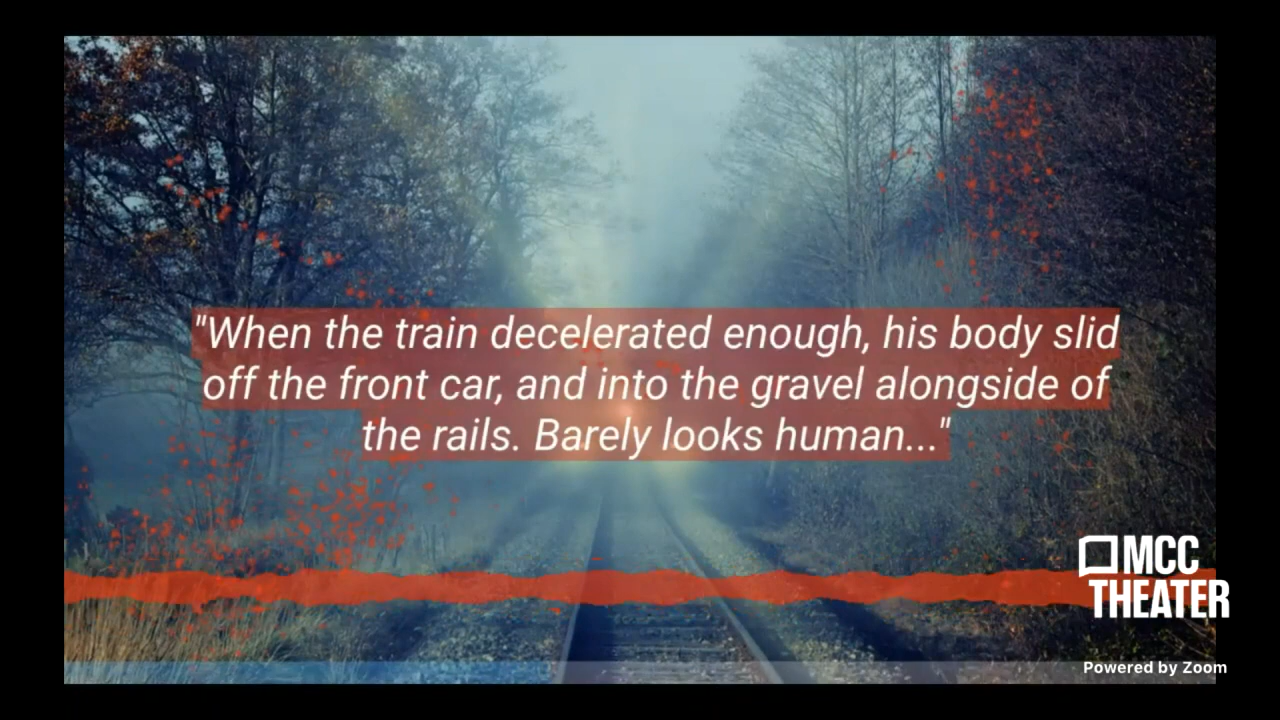 "When the train decelerated enough, his body slid
off the front car, and into the gravel alongside of
the rails. Barely looks human..."
MCC
THEATER
Powered by Zoom